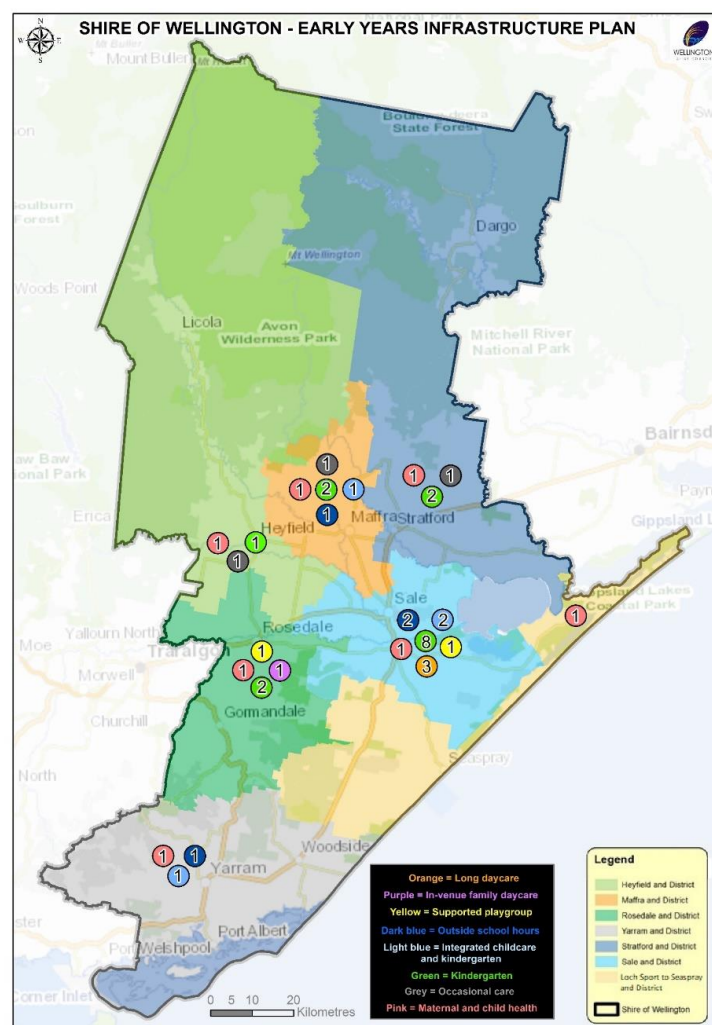 SHIRE OF WELLINGTON - EARLY YEARS INFRASTRUCTURE PLAN
N
W
E
S
WELLINGTON
Mt Buller
Mount Buller
State Forest
Dargo
Mt Wellington
Woods Point
Licola
Avon
Wilderness Park
Mitchell River
National Park
Bairnsd
1
1 1 1
1 2 1 2
Erica
Heyfield
1
Maffra Stratford
Gippsland L
1 1
1
Sale
Coastal Park
2 2
1
Yallourn North
Rosedale
Moe
8
Traralgon
1
1 1
Morwell
1 1
3
2
Gormandale
Churchill
Seaspray
North
Woodside
1 1
1
Yarram
Port Albert
Welshpool
Corner Inlet
0 5 10 20
Kilometres
Orange = Long daycare
Purple = In-venue family daycare
Yellow = Supported playgroup
Dark blue = Outside school hours
Light blue = Integrated childcare
and kindergarten
Green = Kindergarten
Grey = Occasional care
Pink = Maternal and child health
Legend
Heyfield and District
Maffra and District
Rosedale and District
Yarram and District
Stratford and District
Sale and District
Loch Sport to Seaspray
and District
Shire of Wellington